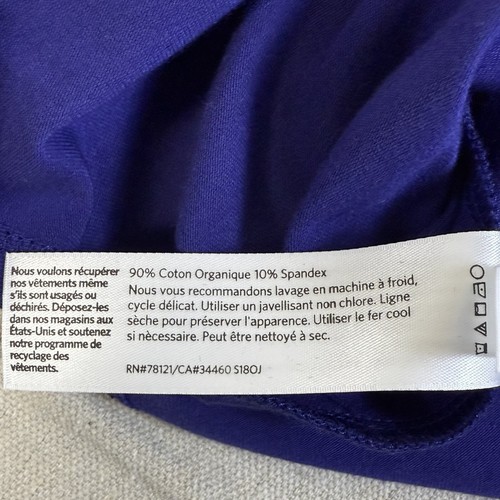 Nous voulons récupérer
nos vêtements même
s'ils sont usagés ou
déchirés. Déposez-les
dans nos magasins aux
États-Unis et soutenez
notre programme de
recyclage des
vêtements.
90% Coton Organique 10% Spandex
Nous vous recommandons lavage en machine à froid,
cycle délicat. Utiliser un javellisant non chlore. Ligne
sèche pour préserver l'apparence. Utiliser le fer cool
si nècessaire. Peut être nettoyé à sec.
RN#78121/CA#34460 S18OJ